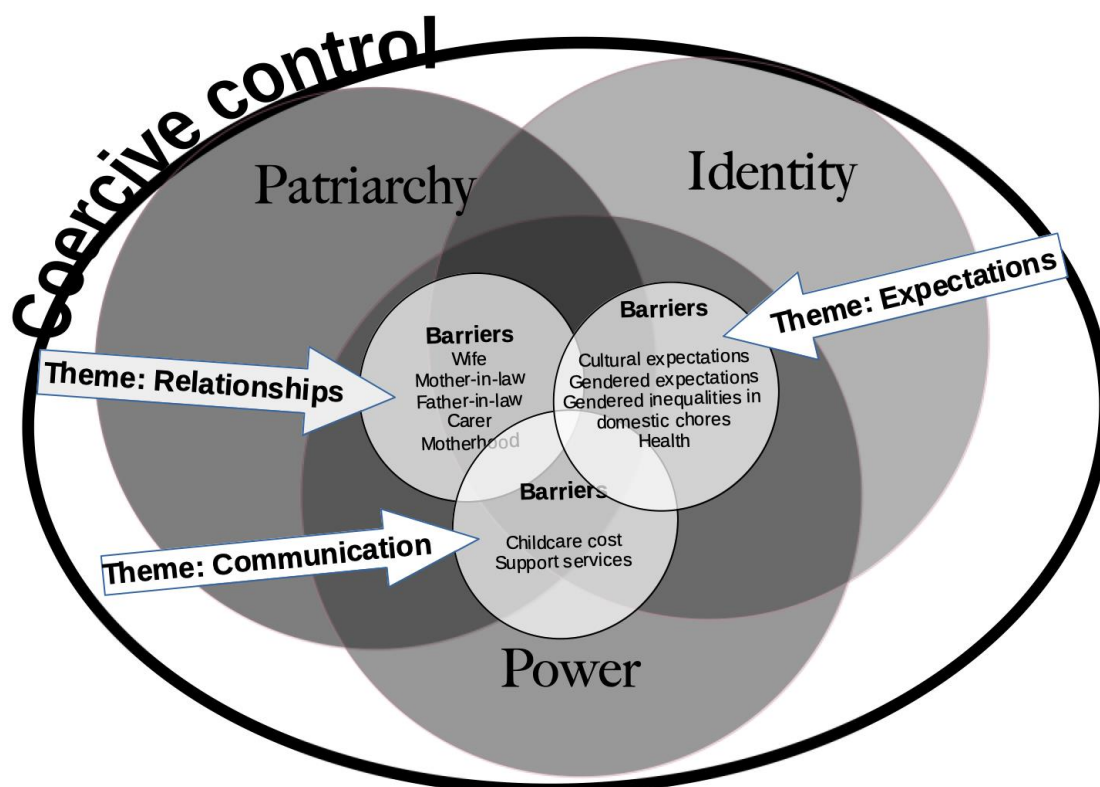 Coercive control
Patriarchy
Identity
Theme: Expectations
Theme: Relationships
Barriers
Wife
Mother-in-law
Father-in-law
Carer
Motherhood
Barriers
Cultural expectations
Gendered expectations
Gendered inequalities in
domestic chores
Health
Theme: Communication
Barriers
Childcare cost
Support services
Power